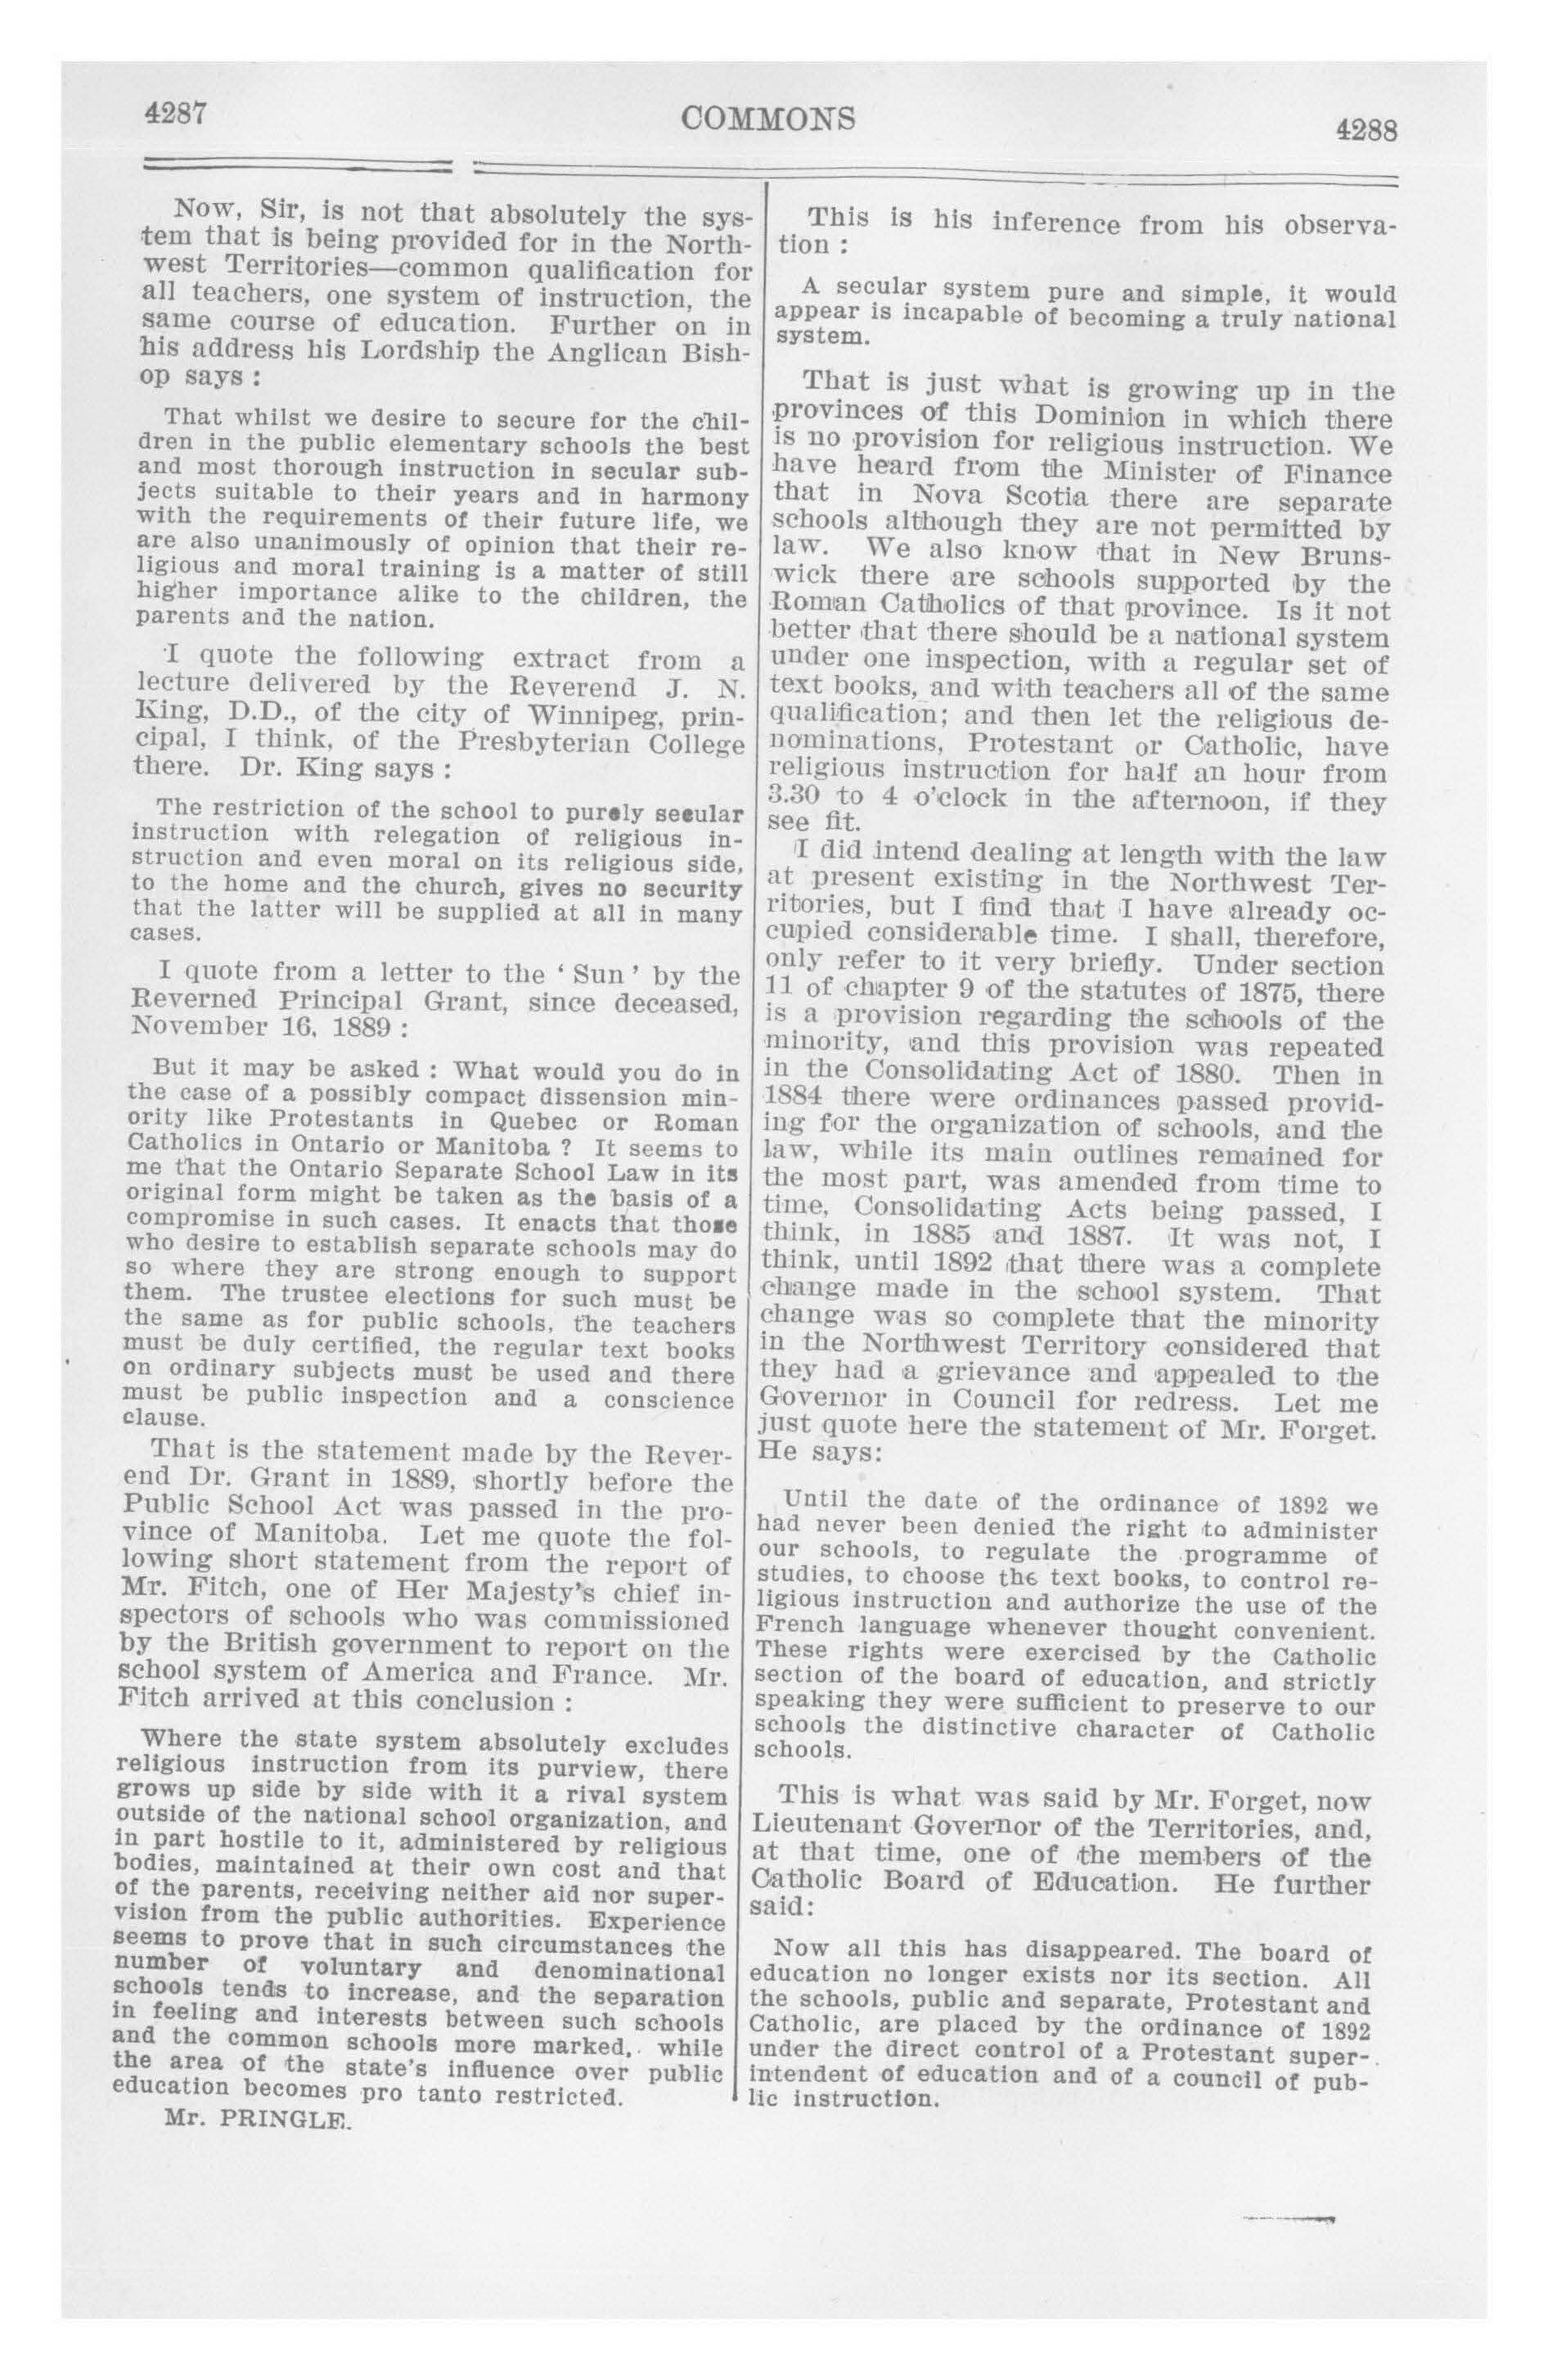 4287
COMMONS
4288
Now, Sir, is not that absolutely the sys-
tem that is being provided for in the North-
west Territories—common qualification for
all teachers, one system of instruction, the
same course of education. Further on in
his address his Lordship the Anglican Bish-
op says :
That whilst we desire to secure for the chil-
dren in the public elementary schools the best
and most thorough instruction in secular sub-
jects suitable to their years and in harmony
with the requirements of their future life, we
are also unanimously of opinion that their re-
ligious and moral training is a matter of still
higher importance alike to the children, the
parents and the nation.
I quote the following extract from a
lecture delivered by the Reverend J. N.
King, D.D., of the city of Winnipeg, prin-
cipal, I think, of the Presbyterian College
there. Dr. King says :
The restriction of the school to purely secular
instruction with relegation of religious in-
struction and even moral on its religious side,
to the home and the church, gives no security
that the latter will be supplied at all in many
cases.
I quote from a letter to the ‘ Sun ’ by the
Reverned Principal Grant, since deceased,
November 16, 1889 :
But it may be asked : What would you do in
the case of a possibly compact dissension min-
ority like Protestants in Quebec or Roman
Catholics in Ontario or Manitoba ? It seems to
me that the Ontario Separate School Law in its
original form might be taken as the basis of a
compromise in such cases. It enacts that those
who desire to establish separate schools may do
so where they are strong enough to support
them. The trustee elections for such must be
the same as for public schools, the teachers
must be duly certified, the regular text books
on ordinary subjects must be used and there
must be public inspection and a conscience
clause.
That is the statement made by the Rever-
end Dr. Grant in 1889, shortly before the
Public School Act was passed in the pro-
vince of Manitoba. Let me quote the fol-
lowing short statement from the report of
Mr. Fitch, one of Her Majesty's chief in-
spectors of schools who was commissioned
by the British government to report on the
school system of America and France. Mr.
Fitch arrived at this conclusion :
Where the state system absolutely excludes
religious instruction from its purview, there
grows up side by side with it a rival system
outside of the national school organization, and
in part hostile to it, administered by religious
bodies, maintained at their own cost and that
of the parents, receiving neither aid nor super-
vision from the public authorities. Experience
seems to prove that in such circumstances the
number of voluntary and denominational
schools tends to increase, and the separation
in feeling and interests between such schools
and the common schools more marked, while
the area of the state's influence over public
education becomes pro tanto restricted.
Mr. PRINGLE.
This is his inference from his observa-
tion :
A secular system pure and simple, it would
appear is incapable of becoming a truly national
system.
That is just what is growing up in the
provinces of this Dominion in which there
is no provision for religious instruction. We
have heard from the Minister of Finance
that in Nova Scotia there are separate
schools although they are not permitted by
law. We also know that in New Bruns-
wick there are schools supported by the
Roman Catholics of that province. Is it not
better that there should be a national system
under one inspection, with a regular set of
text books, and with teachers all of the same
qualification; and then let the religious de-
nominations, Protestant or Catholic, have
religious instruction for half an hour from
3.30 to 4 o'clock in the afternoon, if they
see fit.
I did intend dealing at length with the law
at present existing in the Northwest Ter-
ritories, but I find that I have already oc-
cupied considerable time. I shall, therefore,
only refer to it very briefly. Under section
11 of chapter 9 of the statutes of 1875, there
is a provision regarding the schools of the
minority, and this provision was repeated
in the Consolidating Act of 1880. Then in
1884 there were ordinances passed provid-
ing for the organization of schools, and the
law, while its main outlines remained for
the most part, was amended from time to
time, Consolidating Acts being passed, I
think, in 1885 and 1887. It was not, I
think, until 1892 that there was a complete
change made in the school system. That
change was so complete that the minority
in the Northwest Territory considered that
they had a grievance and appealed to the
Governor in Council for redress. Let me
just quote here the statement of Mr. Forget.
He says:
Until the date of the ordinance of 1892 we
had never been denied the right to administer
our schools, to regulate the programme of
studies, to choose the text books, to control re-
ligious instruction and authorize the use of the
French language whenever thought convenient.
These rights were exercised by the Catholic
section of the board of education, and strictly
speaking they were sufficient to preserve to our
schools the distinctive character of Catholic
schools.
This is what was said by Mr. Forget, now
Lieutenant Governor of the Territories, and,
at that time, one of the members of the
Catholic Board of Education. He further
said:
Now all this has disappeared. The board of
education no longer exists nor its section. All
the schools, public and separate, Protestant and
Catholic, are placed by the ordinance of 1892
under the direct control of a Protestant super-
intendent of education and of a council of pub-
lic instruction.